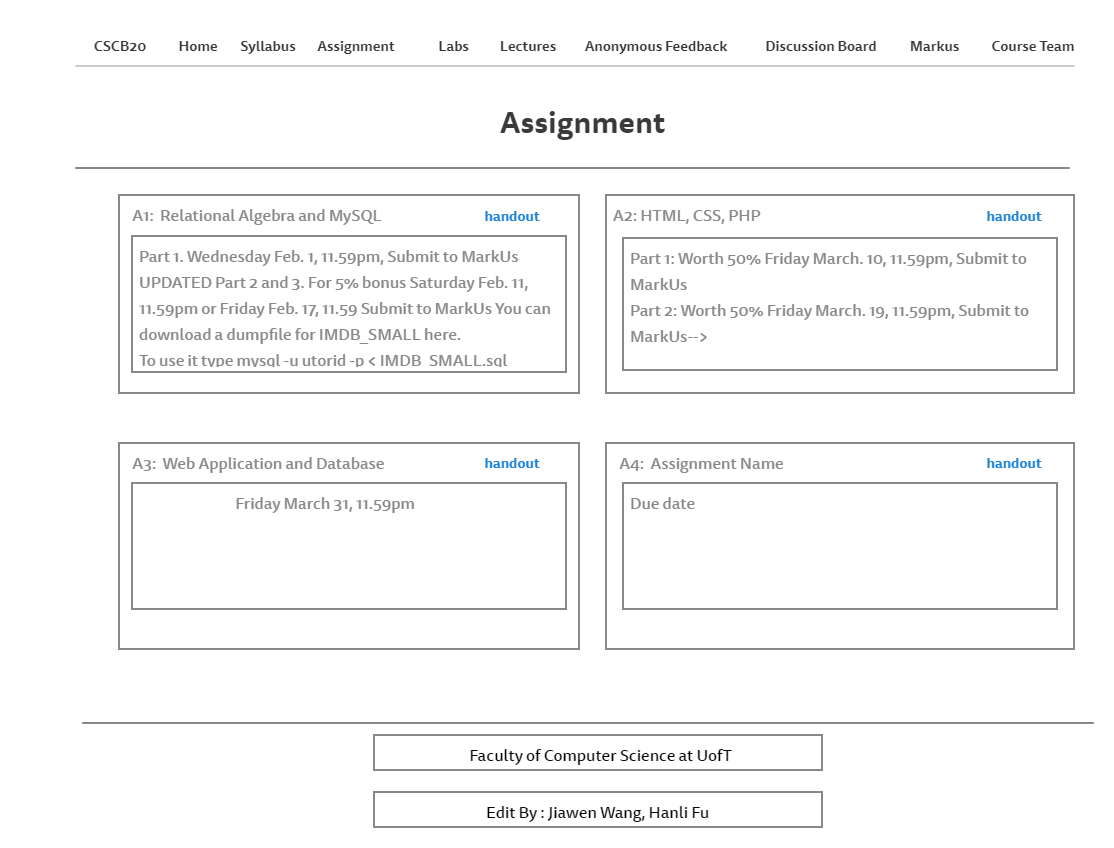 CSCB20 Home Syllabus Assignment Labs Lectures Anonymous Feedback Discussion Board Markus Course Team
Assignment
A1: Relational Algebra and MySQL handout
Part 1. Wednesday Feb. 1, 11.59pm, Submit to MarkUs
UPDATED Part 2 and 3. For 5% bonus Saturday Feb. 11,
11.59pm or Friday Feb. 17, 11.59 Submit to MarkUs You can
download a dumpfile for IMDB_SMALL here.
To use it type mysql -u utorid -p < IMDB_SMALL.sql
A2: HTML, CSS, PHP handout
Part 1: Worth 50% Friday March. 10, 11.59pm, Submit to
MarkUs
Part 2: Worth 50% Friday March. 19, 11.59pm, Submit to
MarkUs-->
A3: Web Application and Database handout
Friday March 31, 11.59pm
A4: Assignment Name handout
Due date
Faculty of Computer Science at UofT
Edit By : Jiawen Wang, Hanli Fu